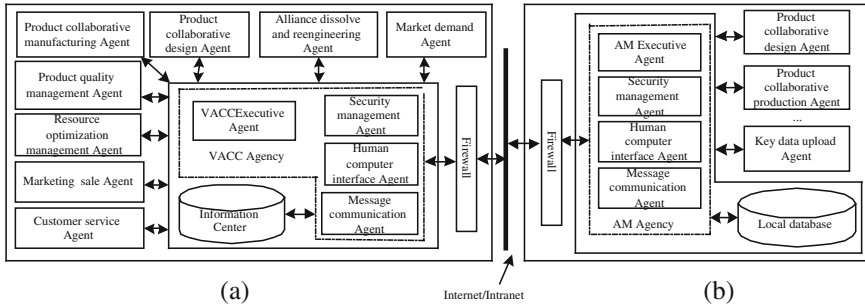 Product collaborative
manufacturing Agent
Product
collaborative
design Agent
Alliance dissolve
and reengineering
Agent
Market demand
Agent
Product quality
management Agent
Resource
optimization
management Agent
Marketing sale Agent
Customer service
Agent
VACCExecutive
Agent
VACC Agency
Security
management
Agent
Human
computer
interface Agent
Message
communication
Agent
Information
Center
Firewall
Internet/Intranet
Firewall
AM Executive
Agent
Security
management
Agent
Human
computer
interface Agent
Message
communication
Agent
AM Agency
Product
collaborative
design Agent
Product
collaborative
production Agent
...
Key data upload
Agent
Local database
(a)
(b)